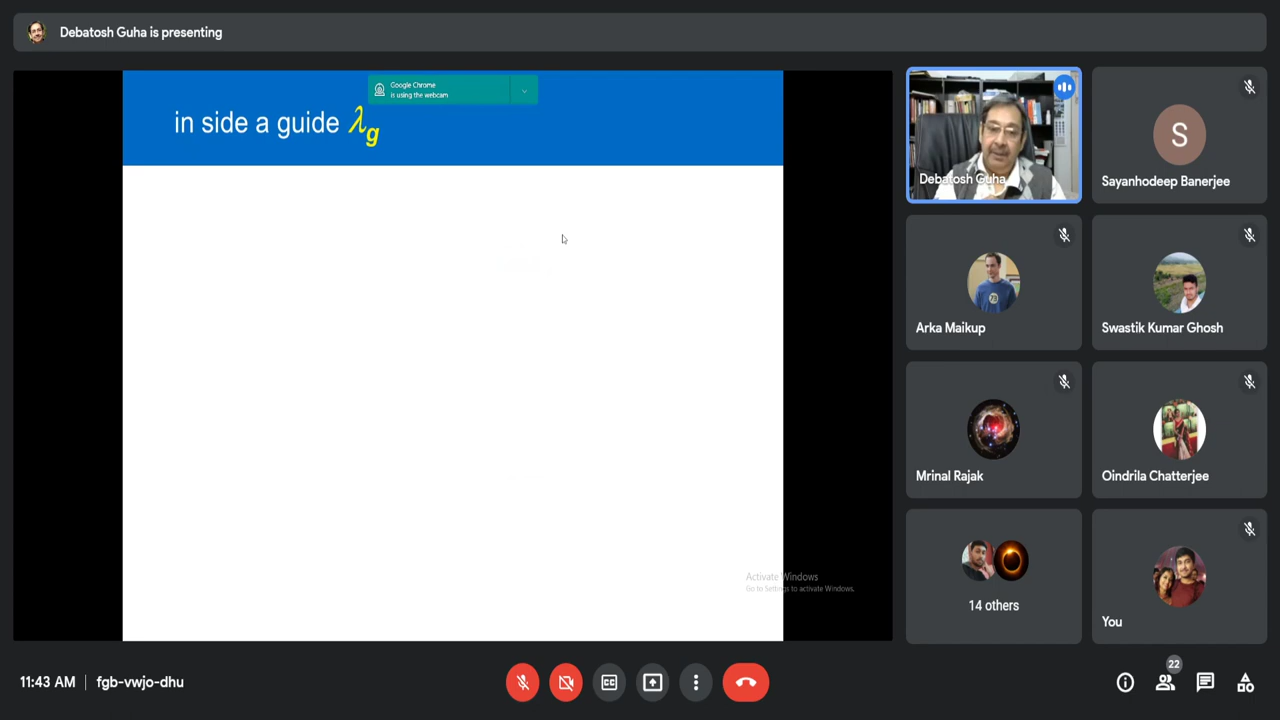 Debatosh Guha is presenting
Google Chrome
is using the webcam
in side a guide λg
Activate Windows
Go to Settings to activate Windows.
Debatosh Guha
S
Sayanhodeep Banerjee
Arka Maikup
Swastik Kumar Ghosh
Mrinal Rajak
Oindrila Chatterjee
14 others
You
11:43 AM | fgb-vwjo-dhu
CC
22